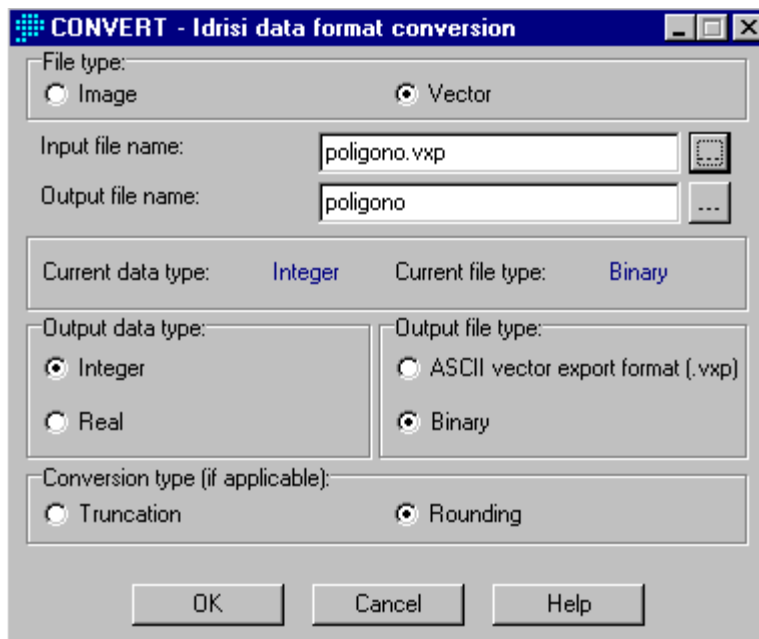 CONVERT - Idrisi data format conversion
File type:
Image Vector
Input file name: poligono.vxp ...
Output file name: poligono ...
Current data type: Integer Current file type: Binary
Output data type: Output file type:
Integer ASCII vector export format (.vxp)
Real Binary
Conversion type (if applicable):
Truncation Rounding
OK Cancel Help